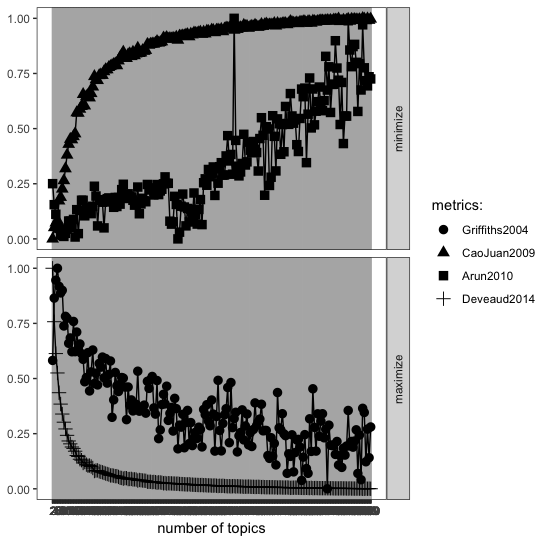 1.00
0.75
0.50
0.25
0.00
minimize
1.00
0.75
0.50
0.25
0.00
maximize
number of topics
metrics:
Griffiths2004
CaoJuan2009
Arun2010
Deveaud2014